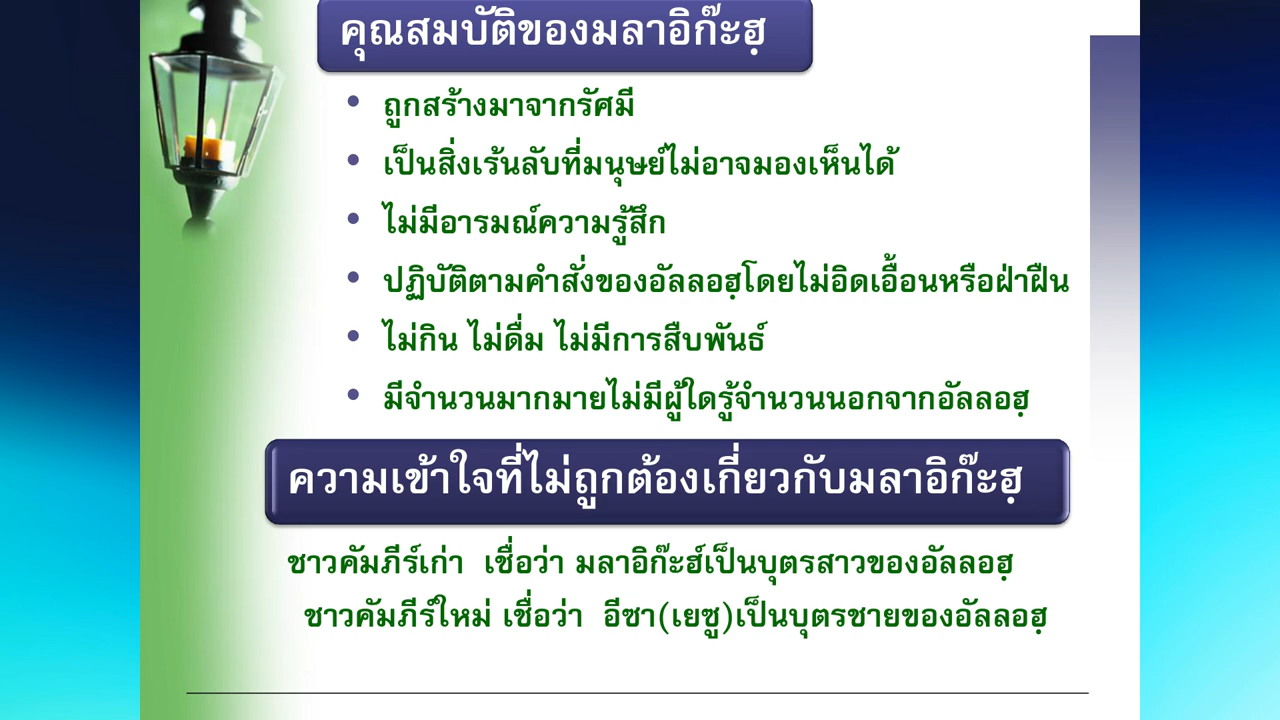 คุณสมบัติของมลาอิก๊ะฮฺ
• ถูกสร้างมาจากรัศมี
• เป็นสิ่งเร้นลับที่มนุษย์ไม่อาจมองเห็นได้
• ไม่มีอารมณ์ความรู้สึก
• ปฏิบัติตามคำสั่งของอัลลอฮฺโดยไม่อิดเอื้อนหรือฝ่าฝืน
• ไม่กิน ไม่ดื่ม ไม่มีการสืบพันธ์
• มีจำนวนมากมายไม่มีผู้ใดรู้จำนวนนอกจากอัลลอฮฺ
ความเข้าใจที่ไม่ถูกต้องเกี่ยวกับมลาอิก๊ะฮฺ
ชาวคัมภีร์เก่า เชื่อว่า มลาอิก๊ะฮ์เป็นบุตรสาวของอัลลอฮฺ
ชาวคัมภีร์ใหม่ เชื่อว่า อีซา(เยซู)เป็นบุตรชายของอัลลอฮฺ